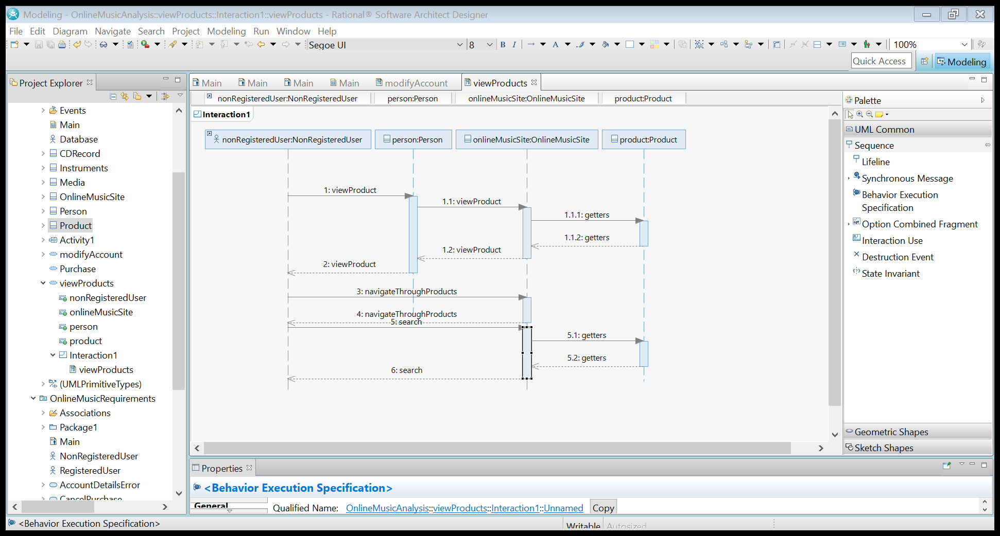 Modeling - OnlineMusicAnalysis::viewProducts::Interaction1::viewProducts - Rational® Software Architect Designer
File Edit Diagram Navigate Search Project Modeling Run Window Help
Segoe UI 8 B I A 100%
Quick Access Modeling
Project Explorer
Events
Main
Database
CDRecord
Instruments
Media
OnlineMusicSite
Person
Product
Activity1
modifyAccount
Purchase
viewProducts
nonRegisteredUser
onlineMusicSite
person
product
Interaction1
viewProducts
(UMLPrimitiveTypes)
OnlineMusicRequirements
Associations
Package1
Main
NonRegisteredUser
RegisteredUser
AccountDetailsError
CancelPurchase
Main Main Main Main modifyAccount viewProducts
nonRegisteredUser:NonRegisteredUser person:Person onlineMusicSite:OnlineMusicSite product:Product
Interaction1
nonRegisteredUser:NonRegisteredUser person:Person onlineMusicSite:OnlineMusicSite product:Product
1: viewProduct
1.1: viewProduct
1.1.1: getters
1.1.2: getters
1.2: viewProduct
2: viewProduct
3: navigateThroughProducts
4: navigateThroughProducts
5: search
5.1: getters
5.2: getters
6: search
Palette
UML Common
Sequence
Lifeline
Synchronous Message
Behavior Execution
Specification
opt Option Combined Fragment
Interaction Use
Destruction Event
State Invariant
Geometric Shapes
Sketch Shapes
Properties
<Behavior Execution Specification>
General
Qualified Name: OnlineMusicAnalysis::viewProducts::Interaction1::Unnamed Copy
<Behavior Execution Specification> Writable Autosized